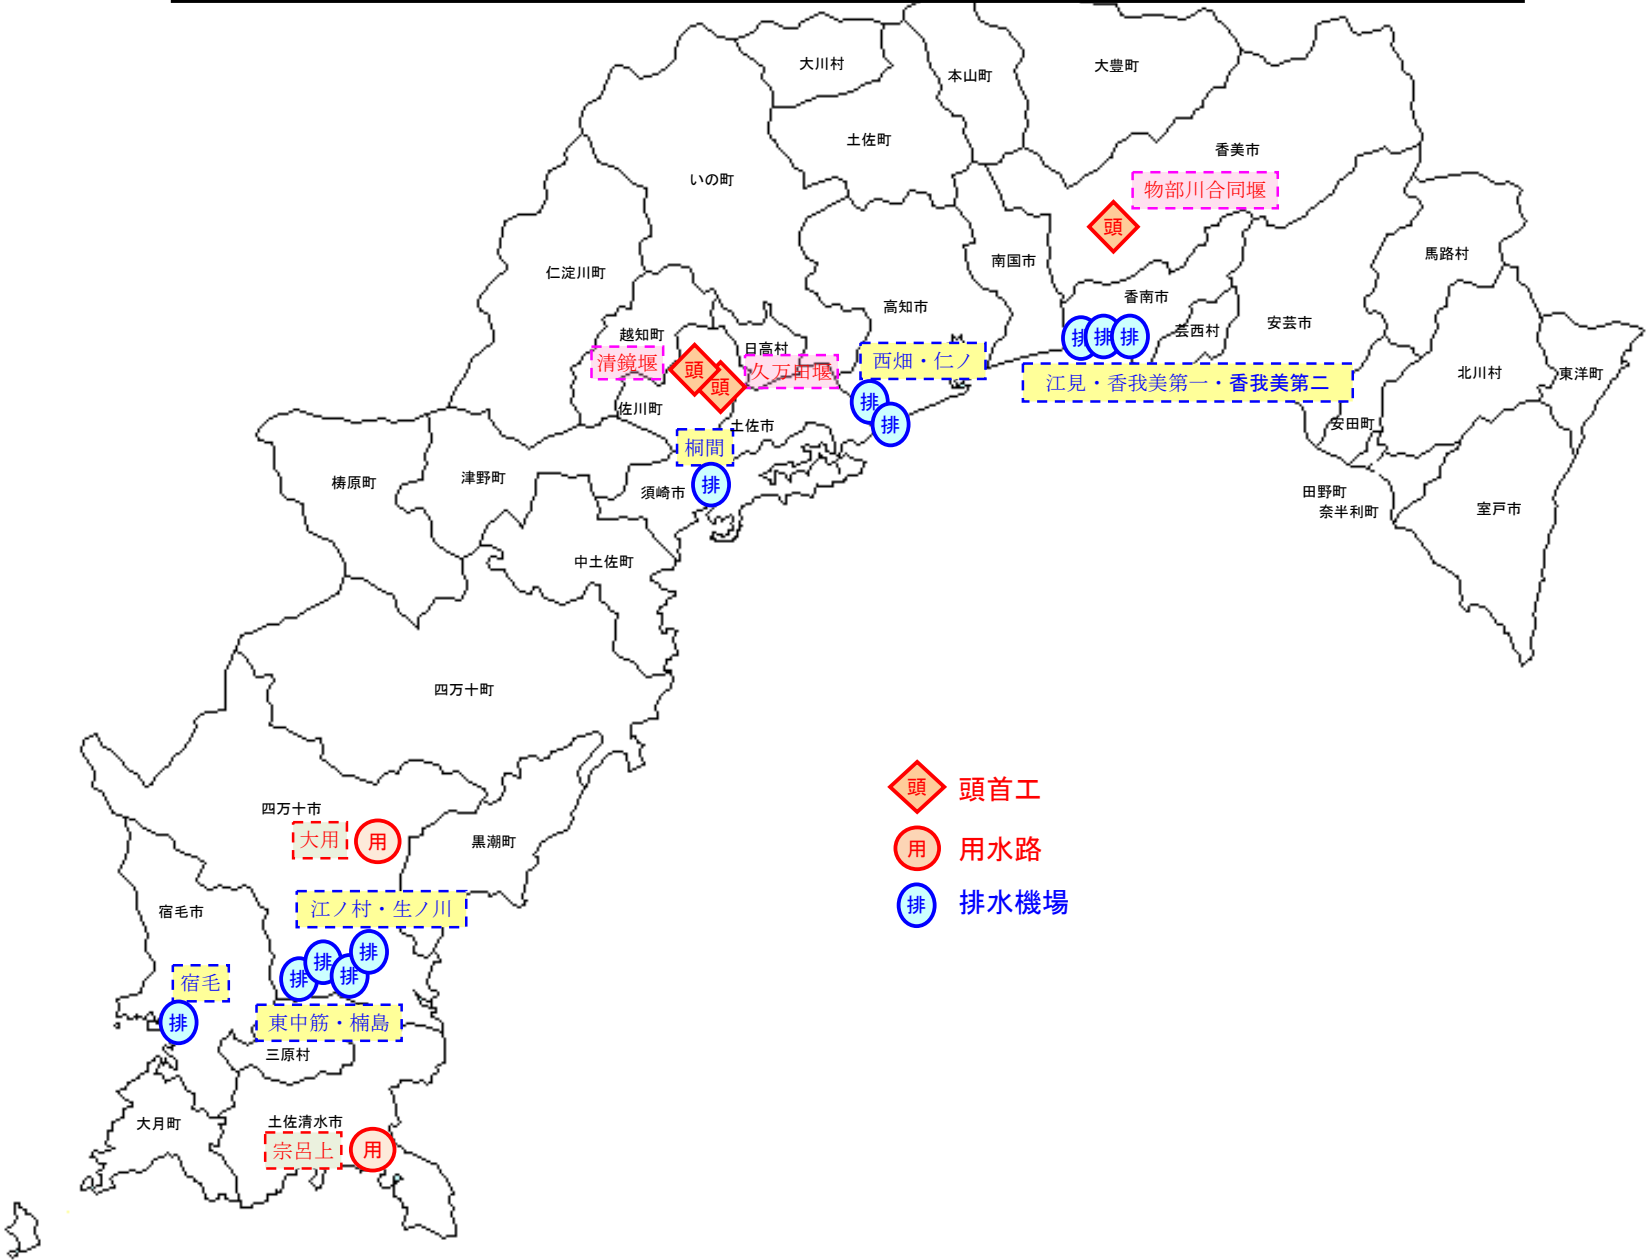 大川村
本山町
大豊町
土佐町
香美市
いの町
物部川合同堰
頭
馬路村
仁淀川町
南国市
香南市
高知市
安芸市
芸西村
越知町
日高村
排
排
排
西畑・仁ノ
清鏡堰
頭
頭
久万田堰
江見・香我美第一・香我美第二
北川村
東洋町
佐川町
土佐市
排
排
安田町
桐間
梼原町
津野町
須崎市
排
田野町
奈半利町
室戸市
中土佐町
四万十町
頭 頭首工
用 用水路
排 排水機場
四万十市
大用
用
黒潮町
宿毛市
江ノ村・生ノ川
排
排
排
排
宿毛
排
東中筋・楠島
三原村
大月町
土佐清水市
宗呂上
用